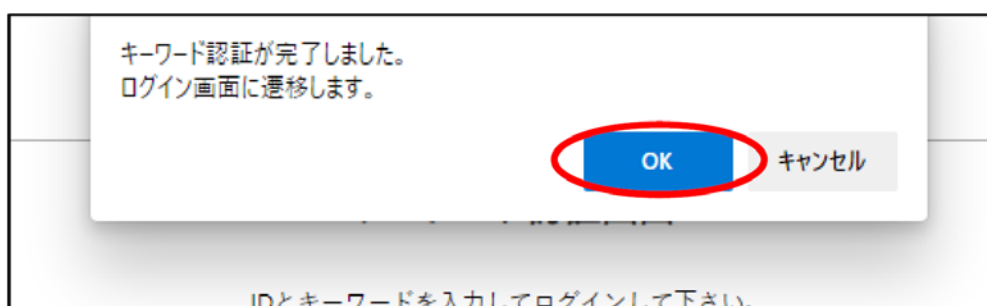 キーワード認証が完了しました。
ログイン画面に遷移します。
OK キャンセル
IDとキーワードを入力してログインして下さい。